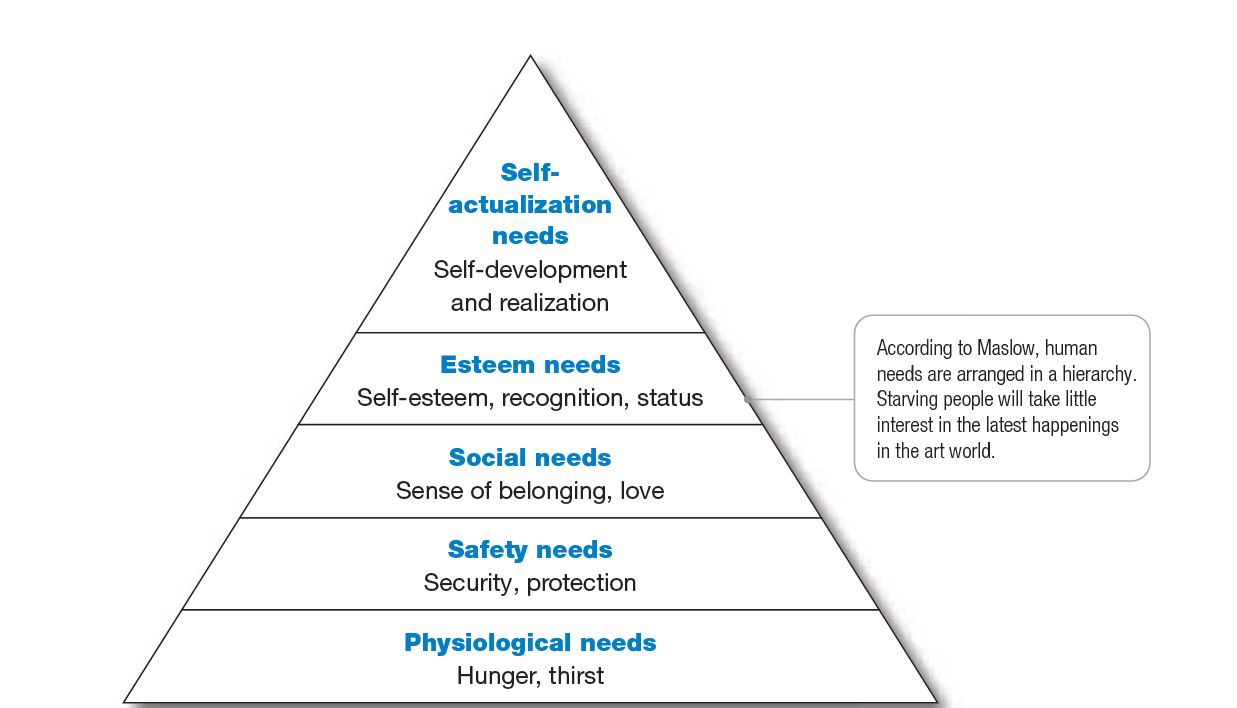 Self-
actualization
needs
Self-development
and realization
Esteem needs
Self-esteem, recognition, status
According to Maslow, human
needs are arranged in a hierarchy.
Starving people will take little
interest in the latest happenings
in the art world.
Social needs
Sense of belonging, love
Safety needs
Security, protection
Physiological needs
Hunger, thirst